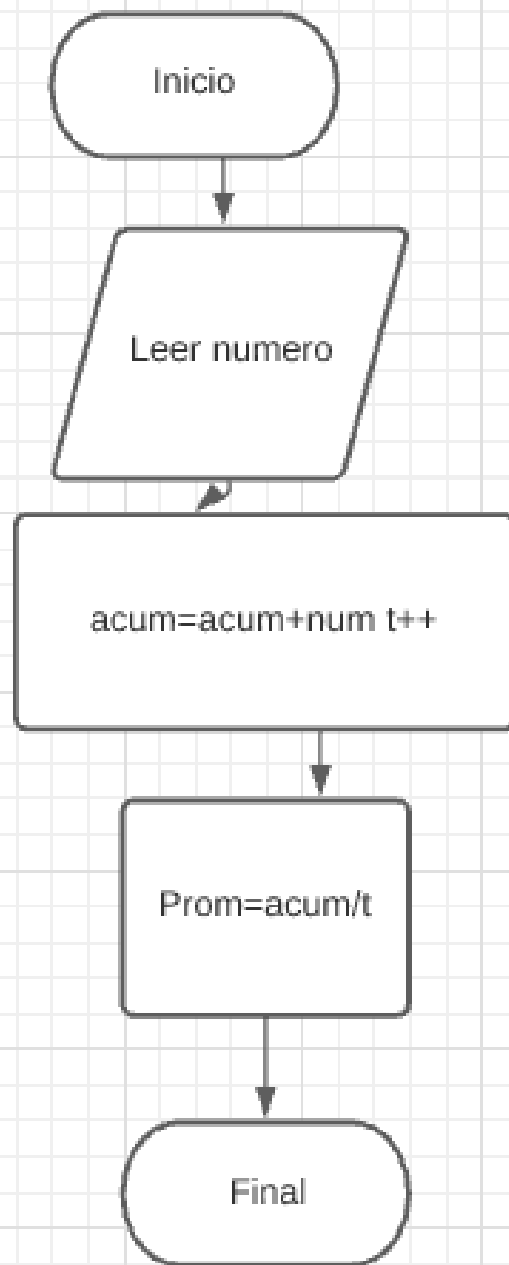 Inicio
Leer numero
acum=acum+num t++
Prom=acum/t
Final